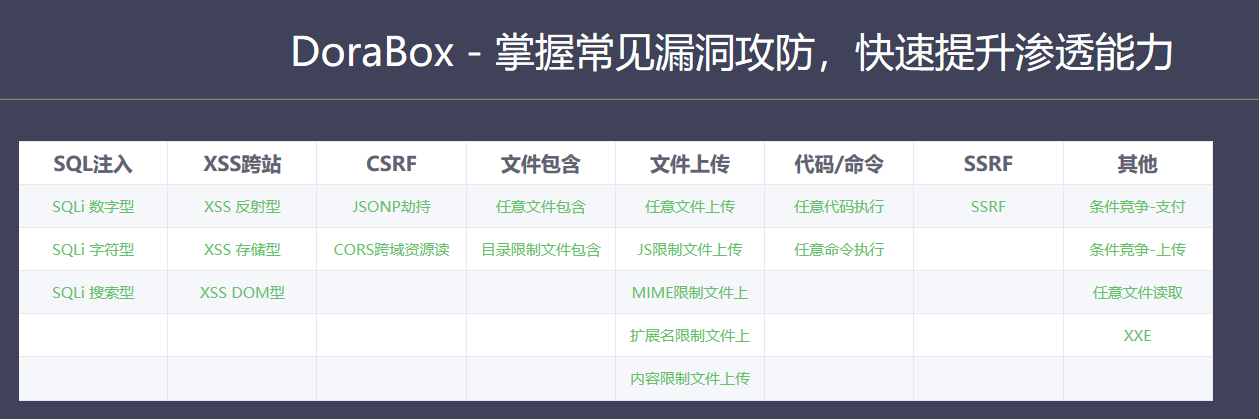 DoraBox - 掌握常见漏洞攻防，快速提升渗透能力
SQL注入 XSS跨站 CSRF 文件包含 文件上传 代码/命令 SSRF 其他
SQLi 数字型 XSS 反射型 JSONP劫持 任意文件包含 任意文件上传 任意代码执行 SSRF 条件竞争-支付
SQLi 字符型 XSS 存储型 CORS跨域资源读 目录限制文件包含 JS限制文件上传 任意命令执行 条件竞争-上传
SQLi 搜索型 XSS DOM型 MIME限制文件上 任意文件读取
扩展名限制文件上 XXE
内容限制文件上传